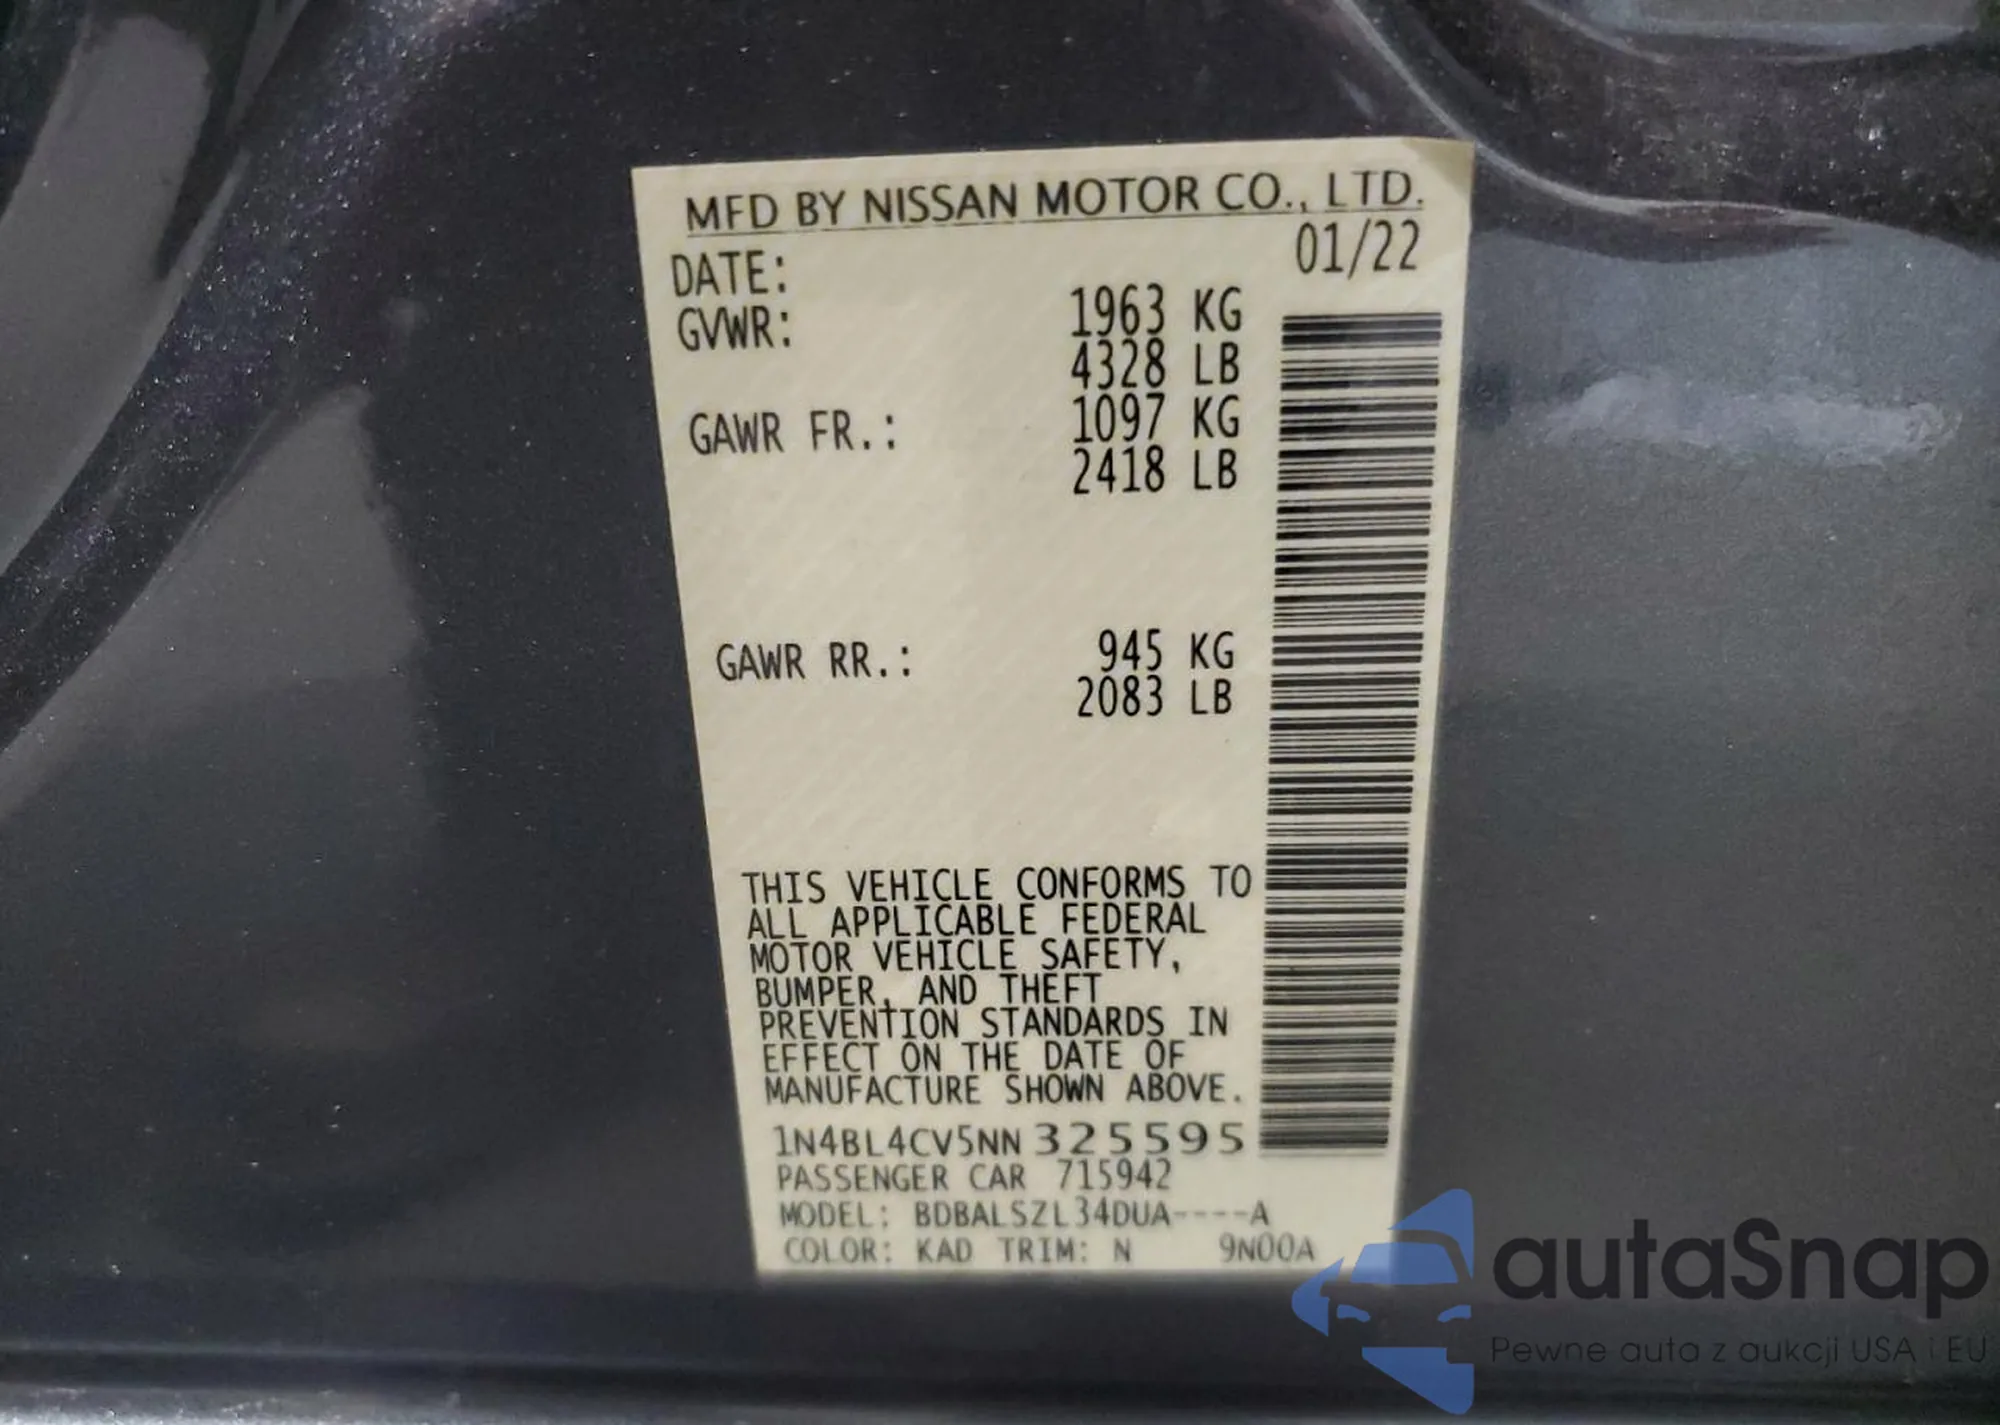 MFD BY NISSAN MOTOR CO., LTD.
DATE: 01/22
GVWR: 1963 KG
4328 LB
GAWR FR.: 1097 KG
2418 LB
GAWR RR.: 945 KG
2083 LB
THIS VEHICLE CONFORMS TO
ALL APPLICABLE FEDERAL
MOTOR VEHICLE SAFETY,
BUMPER, AND THEFT
PREVENTION STANDARDS IN
EFFECT ON THE DATE OF
MANUFACTURE SHOWN ABOVE.
1N4BL4CV5NN325595
PASSENGER CAR 715942
MODEL: BDBALSZL34DUA----A
COLOR: KAD TRIM: N 9N00A
autaSnap
Pewne auta z aukcji USA i EU